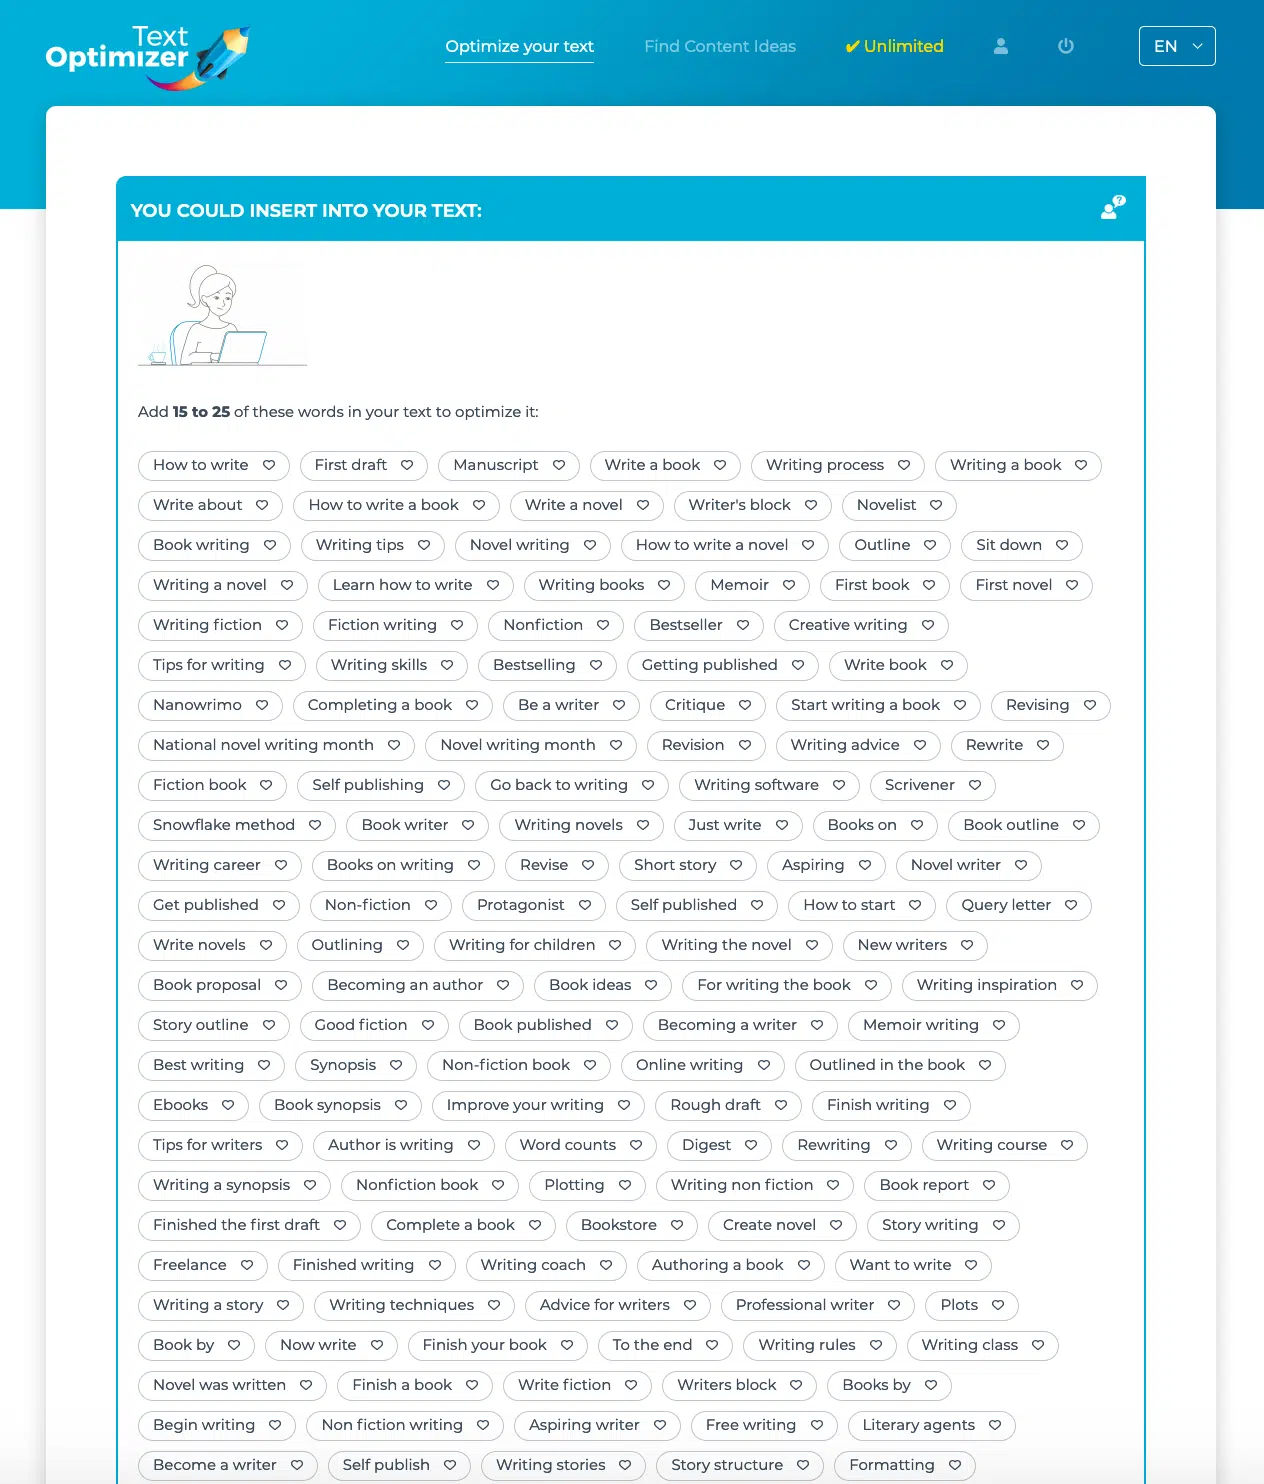 Text
Optimizer
Optimize your text Find Content Ideas ✔ Unlimited EN
YOU COULD INSERT INTO YOUR TEXT:
?
Add 15 to 25 of these words in your text to optimize it:
How to write First draft Manuscript Write a book Writing process Writing a book
Write about How to write a book Write a novel Writer's block Novelist
Book writing Writing tips Novel writing How to write a novel Outline Sit down
Writing a novel Learn how to write Writing books Memoir First book First novel
Writing fiction Fiction writing Nonfiction Bestseller Creative writing
Tips for writing Writing skills Bestselling Getting published Write book
Nanowrimo Completing a book Be a writer Critique Start writing a book Revising
National novel writing month Novel writing month Revision Writing advice Rewrite
Fiction book Self publishing Go back to writing Writing software Scrivener
Snowflake method Book writer Writing novels Just write Books on Book outline
Writing career Books on writing Revise Short story Aspiring Novel writer
Get published Non-fiction Protagonist Self published How to start Query letter
Write novels Outlining Writing for children Writing the novel New writers
Book proposal Becoming an author Book ideas For writing the book Writing inspiration
Story outline Good fiction Book published Becoming a writer Memoir writing
Best writing Synopsis Non-fiction book Online writing Outlined in the book
Ebooks Book synopsis Improve your writing Rough draft Finish writing
Tips for writers Author is writing Word counts Digest Rewriting Writing course
Writing a synopsis Nonfiction book Plotting Writing non fiction Book report
Finished the first draft Complete a book Bookstore Create novel Story writing
Freelance Finished writing Writing coach Authoring a book Want to write
Writing a story Writing techniques Advice for writers Professional writer Plots
Book by Now write Finish your book To the end Writing rules Writing class
Novel was written Finish a book Write fiction Writers block Books by
Begin writing Non fiction writing Aspiring writer Free writing Literary agents
Become a writer Self publish Writing stories Story structure Formatting